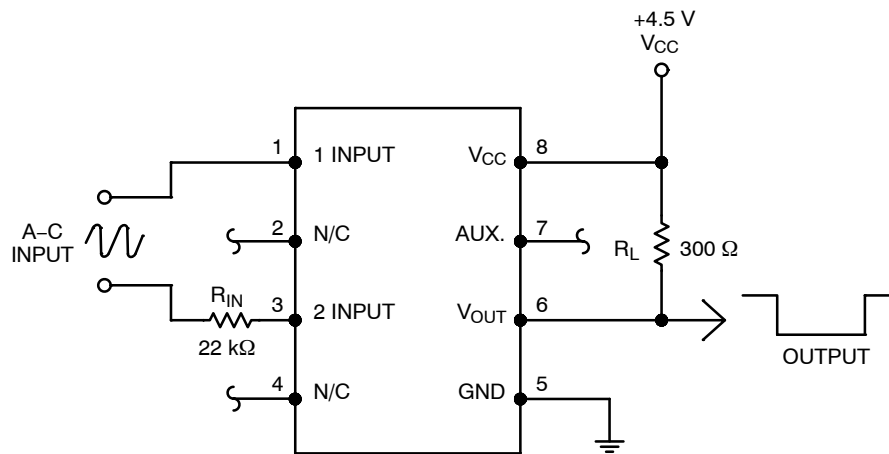 +4.5 V
VCC
1
1 INPUT
VCC
8
A–C
INPUT
2
N/C
AUX.
7
RL
300 Ω
RIN
22 kΩ
3
2 INPUT
VOUT
6
OUTPUT
4
N/C
GND
5